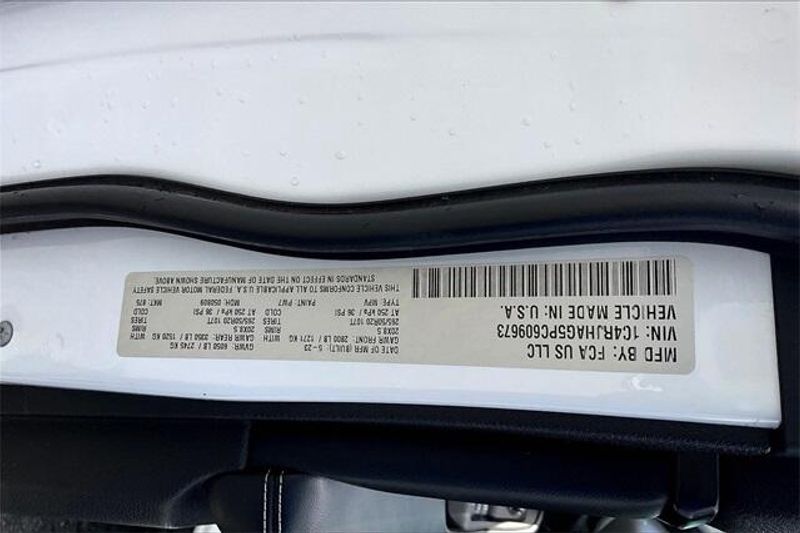 MFD BY: FCA US LLC
VIN: 1C4RJHAG5PC609673
VEHICLE MADE IN U.S.A.
DATE OF MFR (BUILT): 5-23
GVWR: 6050 LB / 2745 KG
GAWR FRONT: 2800 LB / 1271 KG
WITH
20X8.5
RIMS
265/50R20 107T
TIRES
AT 250 kPa / 36 PSI
COLD
GAWR REAR: 3350 LB / 1520 KG
WITH
20X8.5
RIMS
265/50R20 107T
TIRES
AT 250 kPa / 36 PSI
COLD
TYPE: MPV
PAINT: PW7
MDH: 050809
MKT: 875
THIS VEHICLE CONFORMS TO ALL APPLICABLE U.S.A. FEDERAL MOTOR VEHICLE SAFETY
STANDARDS IN EFFECT ON THE DATE OF MANUFACTURE SHOWN ABOVE.